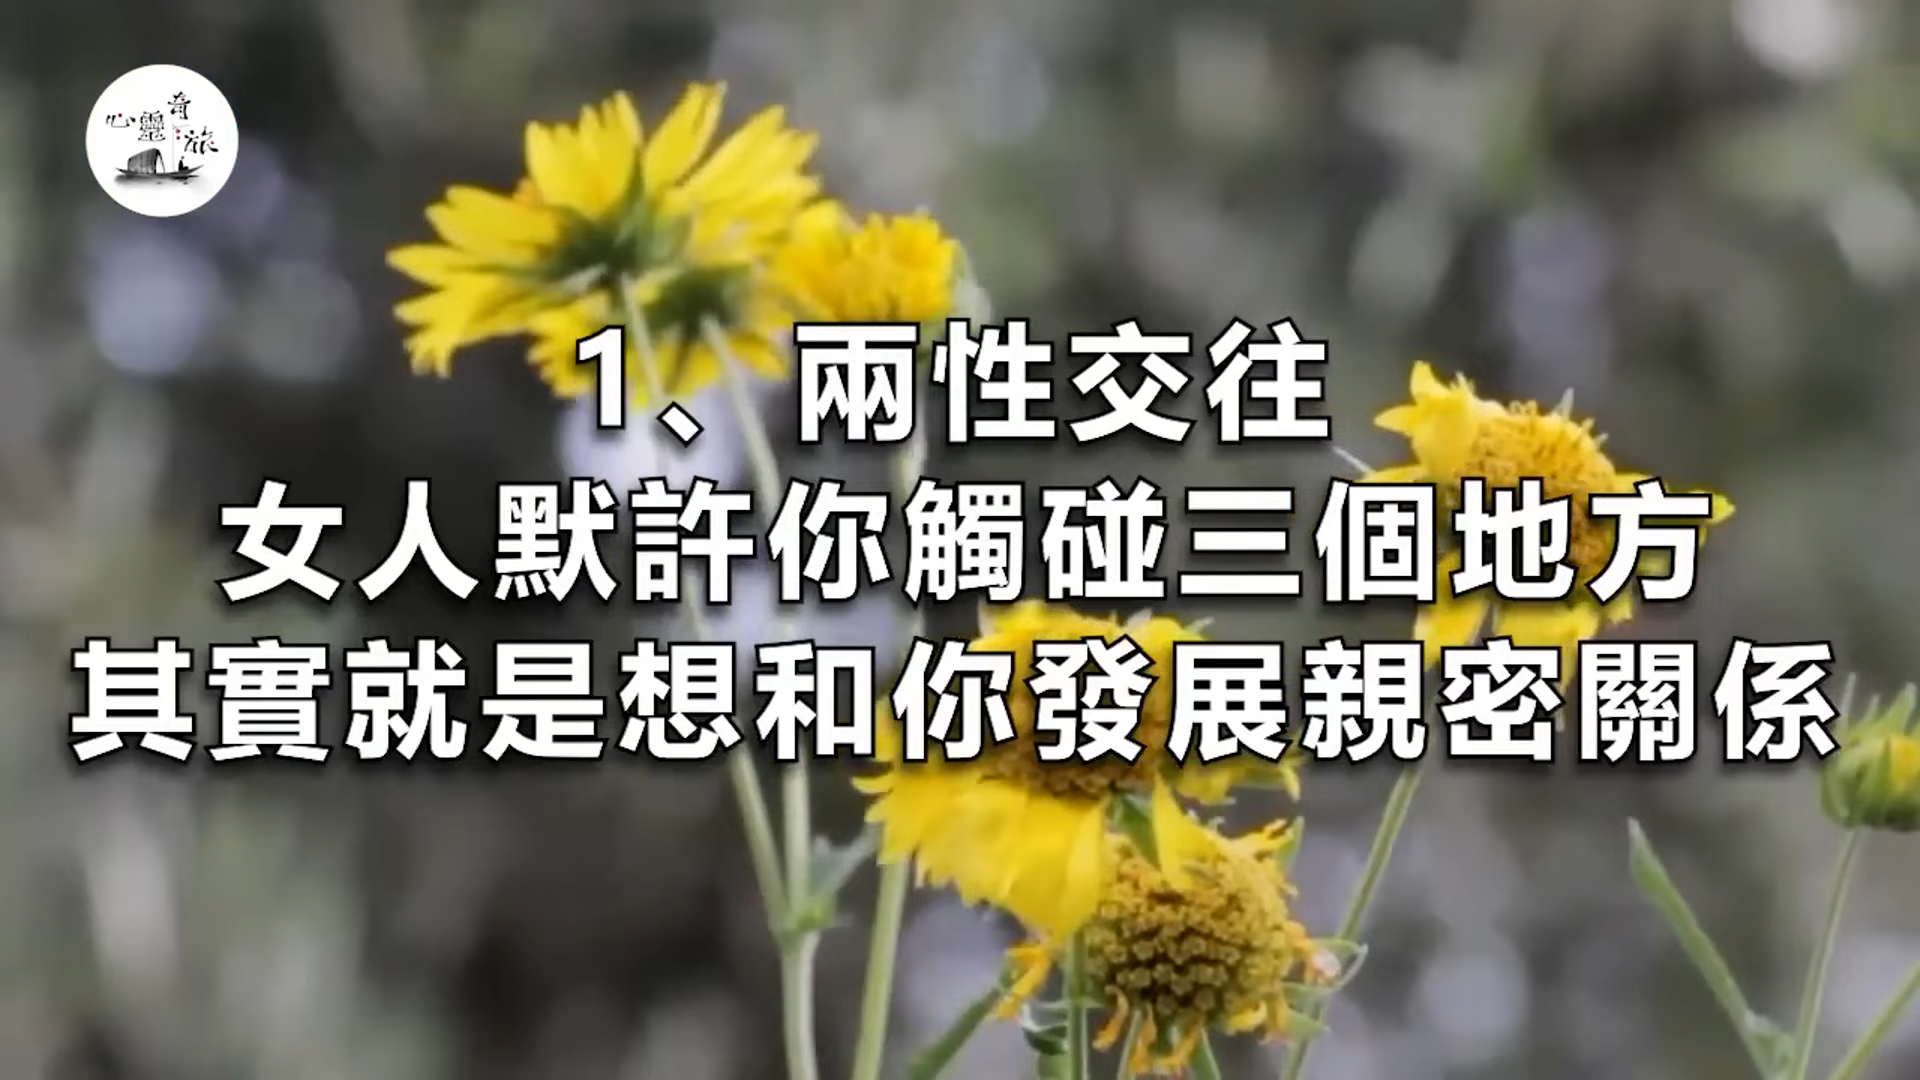 心靈奇旅
1、兩性交往
女人默許你觸碰三個地方
其實就是想和你發展親密關係